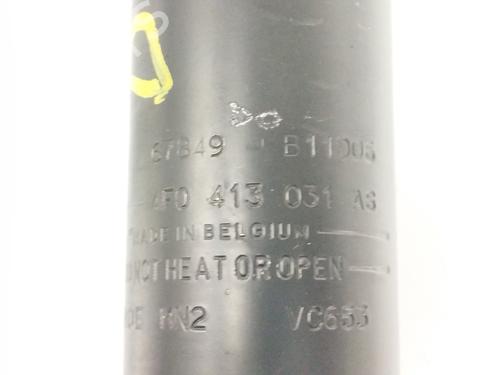 67849 - B11006
4F0 413 031 AS
MADE IN BELGIUM
NOT HEAT OR OPEN
HN2 VC653